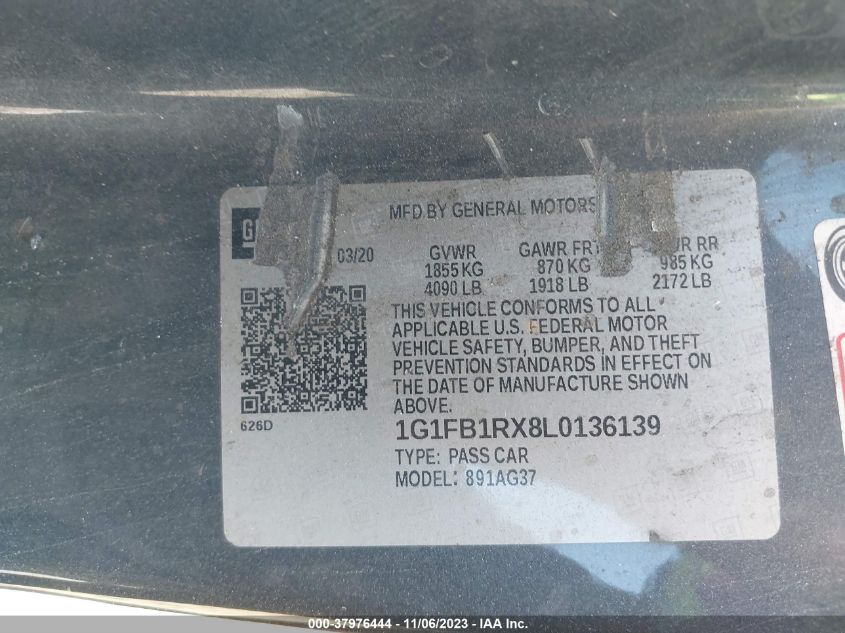 MFD BY GENERAL MOTORS
03/20
GVWR GAWR FRT RR
1855 KG 870 KG 985 KG
4090 LB 1918 LB 2172 LB
THIS VEHICLE CONFORMS TO ALL
APPLICABLE U.S. FEDERAL MOTOR
VEHICLE SAFETY, BUMPER, AND THEFT
PREVENTION STANDARDS IN EFFECT ON
THE DATE OF MANUFACTURE SHOWN
ABOVE.
626D
1G1FB1RX8L0136139
TYPE: PASS CAR
MODEL: 891AG37
000-37976444 - 11/06/2023 - IAA Inc.